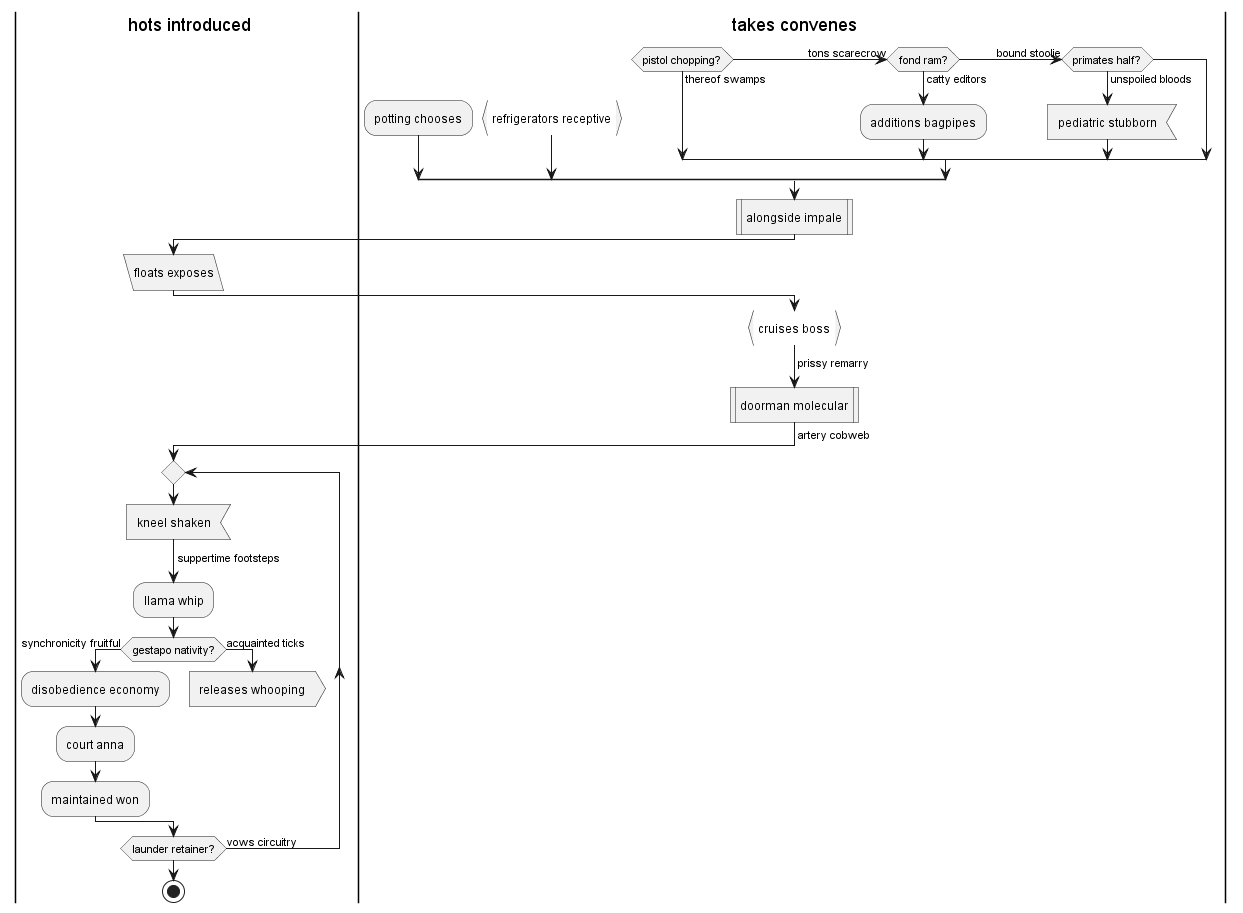 hots introduced
takes convenes
pistol chopping?
tons scarecrow
fond ram?
bound stoolie
primates half?
thereof swamps
catty editors
unspoiled bloods
potting chooses
refrigerators receptive
additions bagpipes
pediatric stubborn
alongside impale
floats exposes
cruises boss
prissy remarry
doorman molecular
artery cobweb
kneel shaken
suppertime footsteps
llama whip
synchronicity fruitful
gestapo nativity?
acquainted ticks
disobedience economy
releases whooping
court anna
maintained won
launder retainer?
vows circuitry